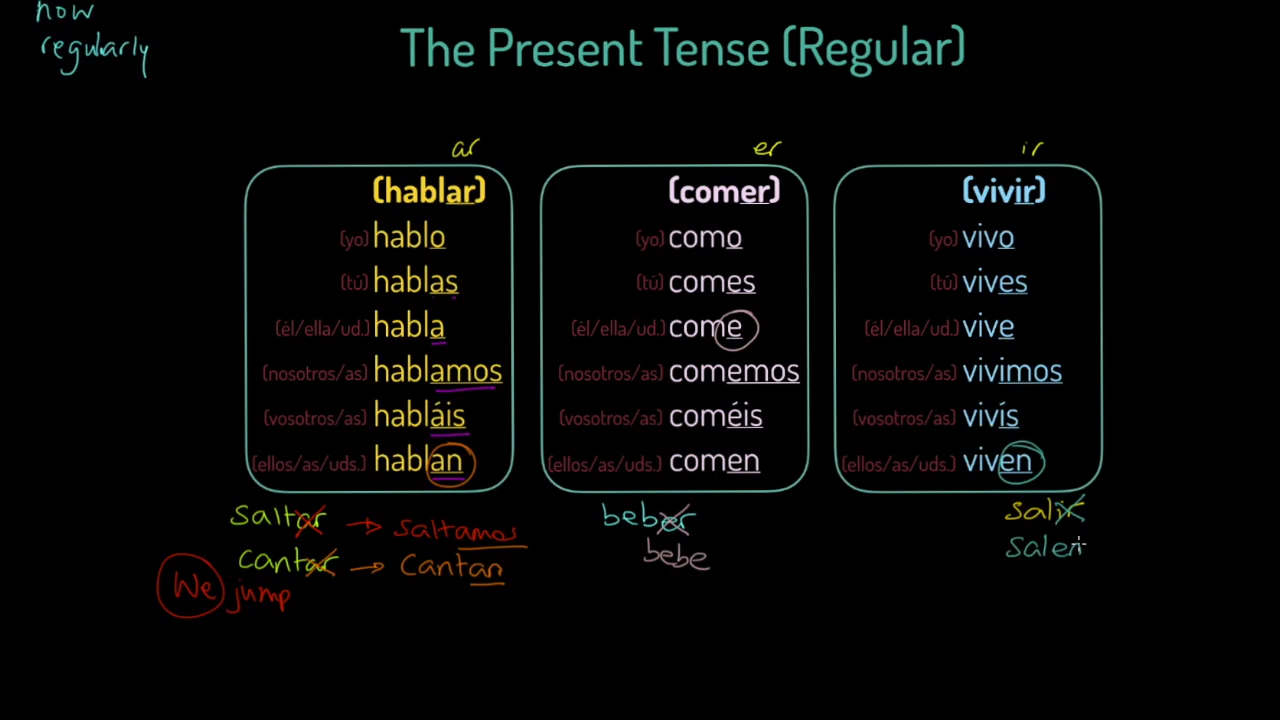 now
regularly
The Present Tense (Regular)
ar
(hablar)
(yo) hablo
(tú) hablas
(él/ella/ud.) habla
(nosotros/as) hablamos
(vosotros/as) habláis
(ellos/as/uds.) hablan
er
(comer)
(yo) como
(tú) comes
(él/ella/ud.) come
(nosotros/as) comemos
(vosotros/as) coméis
(ellos/as/uds.) comen
ir
(vivir)
(yo) vivo
(tú) vives
(él/ella/ud.) vive
(nosotros/as) vivimos
(vosotros/as) vivís
(ellos/as/uds.) viven
saltar → saltamos
cantar → cantan
We jump
beber
bebe
salir
salen